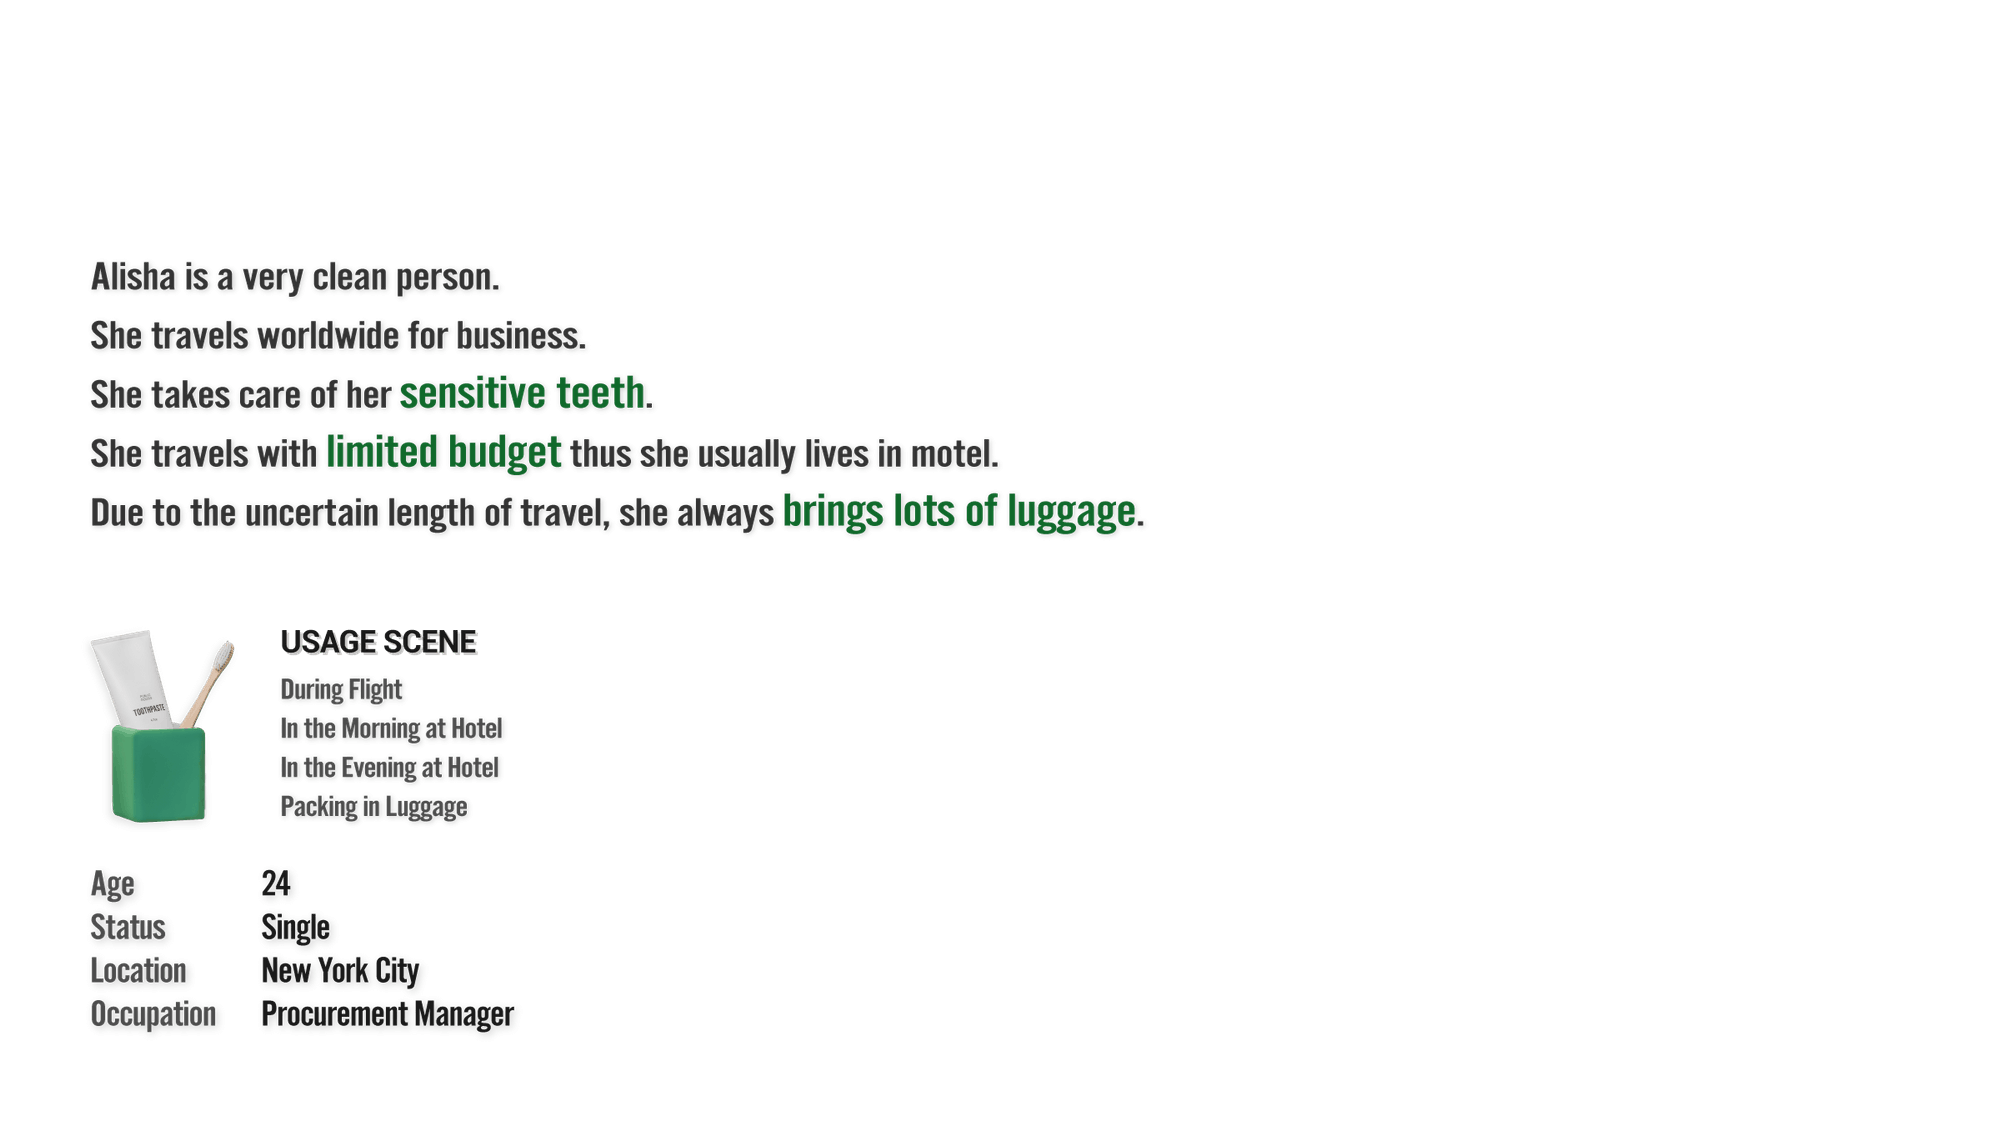 Alisha is a very clean person.
She travels worldwide for business.
She takes care of her sensitive teeth.
She travels with limited budget thus she usually lives in motel.
Due to the uncertain length of travel, she always brings lots of luggage.
USAGE SCENE
During Flight
In the Morning at Hotel
In the Evening at Hotel
Packing in Luggage
TOOTHPASTE
Age 24
Status Single
Location New York City
Occupation Procurement Manager